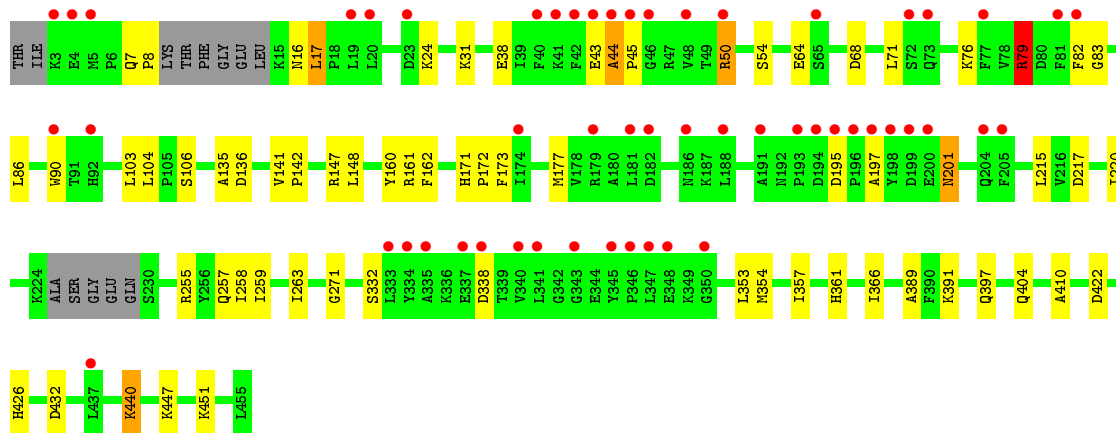 THR ILE K3 E4 M5 P6 Q7 P8 LYS THR PHE GLY GLU LEU K15 N16 L17 P18 L19 L20 D23 K24 K31 E38 I39 F40 K41 F42 E43 A44 P45 G46 R47 V48 T49 R50 S54 E64 S65 D68 L71 S72 Q73 K76 F77 V78 R79 D80 F81 F82 G83
L86 W90 T91 H92 L103 L104 P105 S106 A135 D136 V141 P142 R147 L148 Y160 R161 F162 H171 P172 F173 I174 M177 V178 R179 A180 L181 D182 N186 K187 L188 A191 N192 P193 D194 D195 P196 A197 Y198 D199 E200 N201 Q204 F205 L215 V216 D217
K224 ALA SER GLY GLU GLN S230 R255 Y256 Q257 I258 I259 I263 G271 S332 L333 Y334 A335 K336 E337 D338 T339 V340 L341 G342 G343 E344 Y345 P346 L347 E348 K349 G350 L353 M354 I357 H361 I366 A389 F390 K391 Q397 Q404 A410 D422
H426 D432 L437 K440 K447 K451 L455